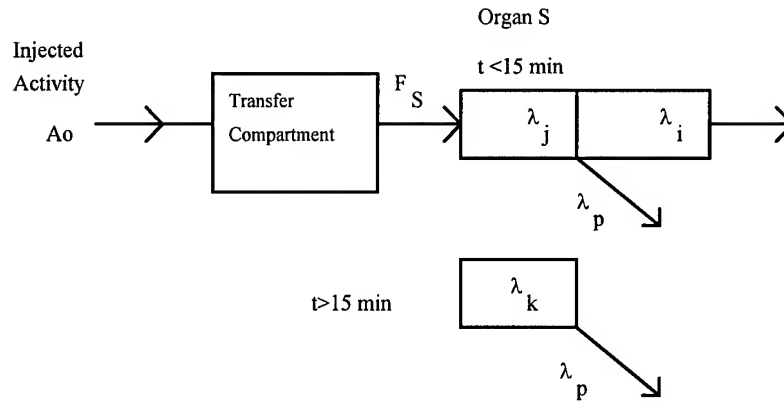 Organ S
Injected
Activity
Ao
t <15 min
Transfer
Compartment
F S
λ j
λ i
λ p
t>15 min
λ k
λ p